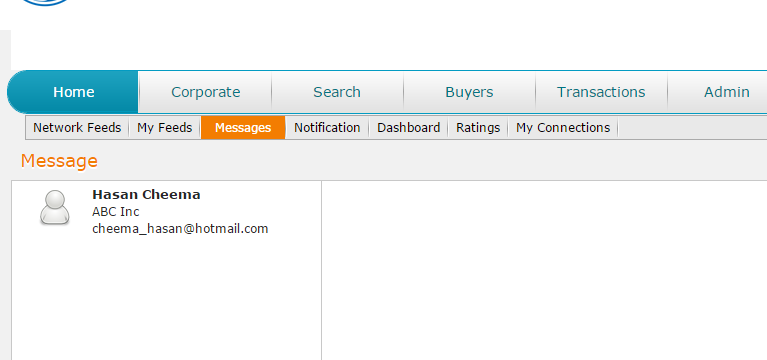 Home Corporate Search Buyers Transactions Admin
Network Feeds My Feeds Messages Notification Dashboard Ratings My Connections
Message
Hasan Cheema
ABC Inc
cheema_hasan@hotmail.com